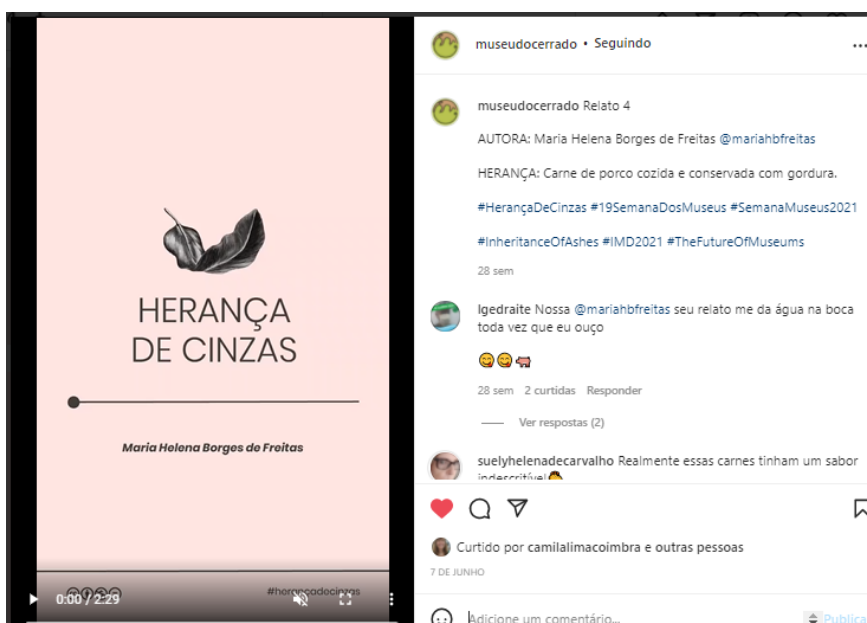 HERANÇA
DE CINZAS
Maria Helena Borges de Freitas
#herançadecinzas
0:00 / 2:29
museudocerrado • Seguindo
museudocerrado Relato 4
AUTORA: Maria Helena Borges de Freitas @mariahbfreitas
HERANÇA: Carne de porco cozida e conservada com gordura.
#HerançaDeCinzas #19SemanaDosMuseus #SemanaMuseus2021
#InheritanceOfAshes #IMD2021 #TheFutureOfMuseums
28 sem
lgedraite Nossa @mariahbfreitas seu relato me da água na boca
toda vez que eu ouço
28 sem 2 curtidas Responder
Ver respostas (2)
suelyhelenadecarvalho Realmente essas carnes tinham um sabor
indescritível
Curtido por camilalimacoimbra e outras pessoas
7 DE JUNHO
Adicione um comentário...
Publica